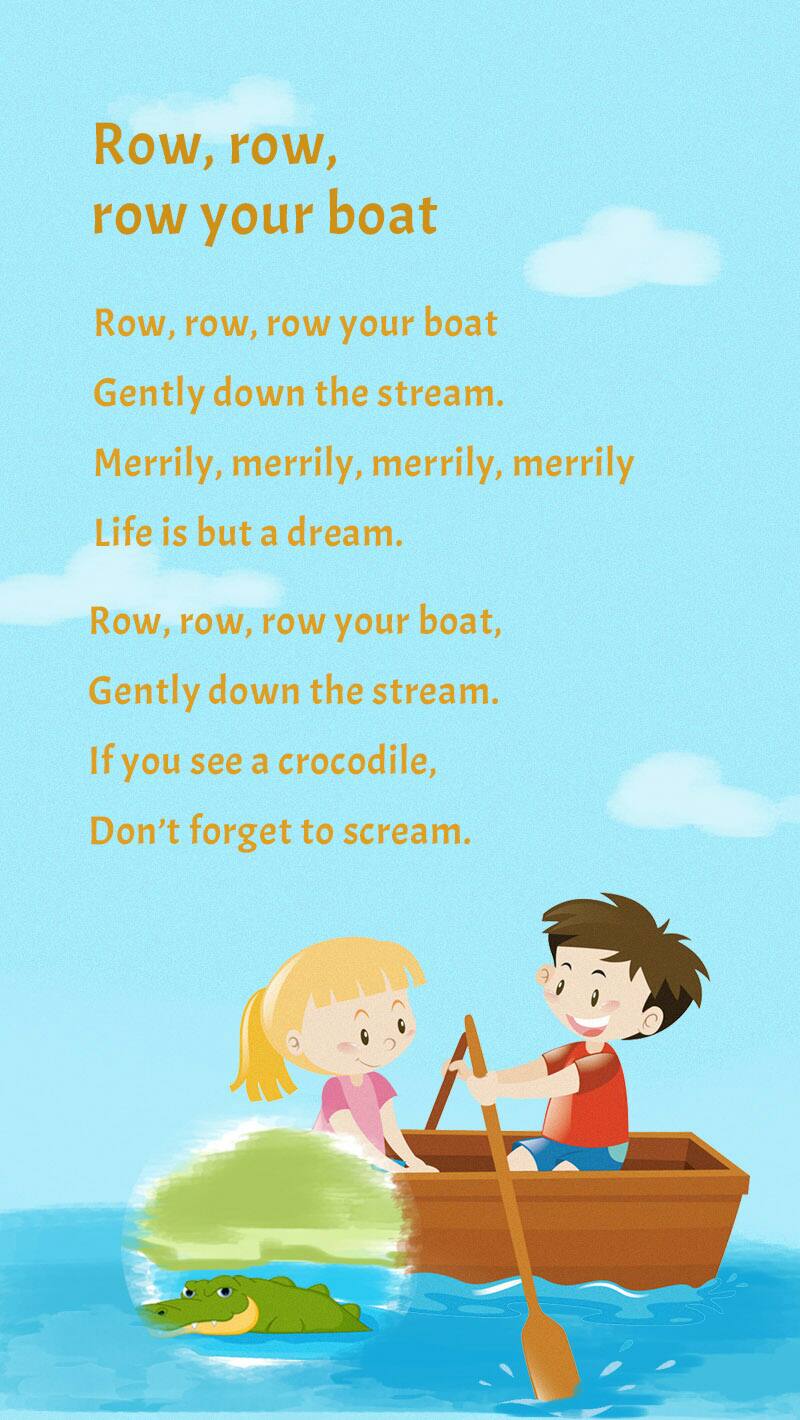 Row, row,
row your boat
Row, row, row your boat
Gently down the stream.
Merrily, merrily, merrily, merrily
Life is but a dream.
Row, row, row your boat,
Gently down the stream.
If you see a crocodile,
Don’t forget to scream.